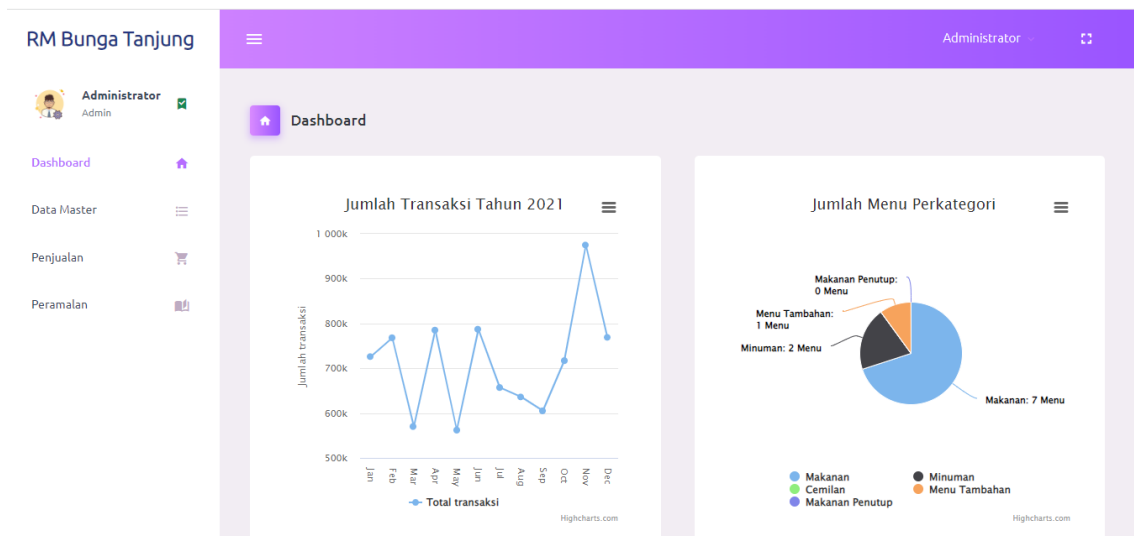 RM Bunga Tanjung
Administrator
Administrator
Admin
Dashboard
Data Master
Penjualan
Peramalan
Dashboard
Jumlah Transaksi Tahun 2021
1 000k
900k
800k
700k
600k
500k
Jumlah transaksi
Jan
Feb
Mar
Apr
May
Jun
Jul
Aug
Sep
Oct
Nov
Dec
Total transaksi
Highcharts.com
Jumlah Menu Perkategori
Makanan Penutup:
0 Menu
Menu Tambahan:
1 Menu
Minuman: 2 Menu
Makanan: 7 Menu
Makanan
Minuman
Cemilan
Menu Tambahan
Makanan Penutup
Highcharts.com